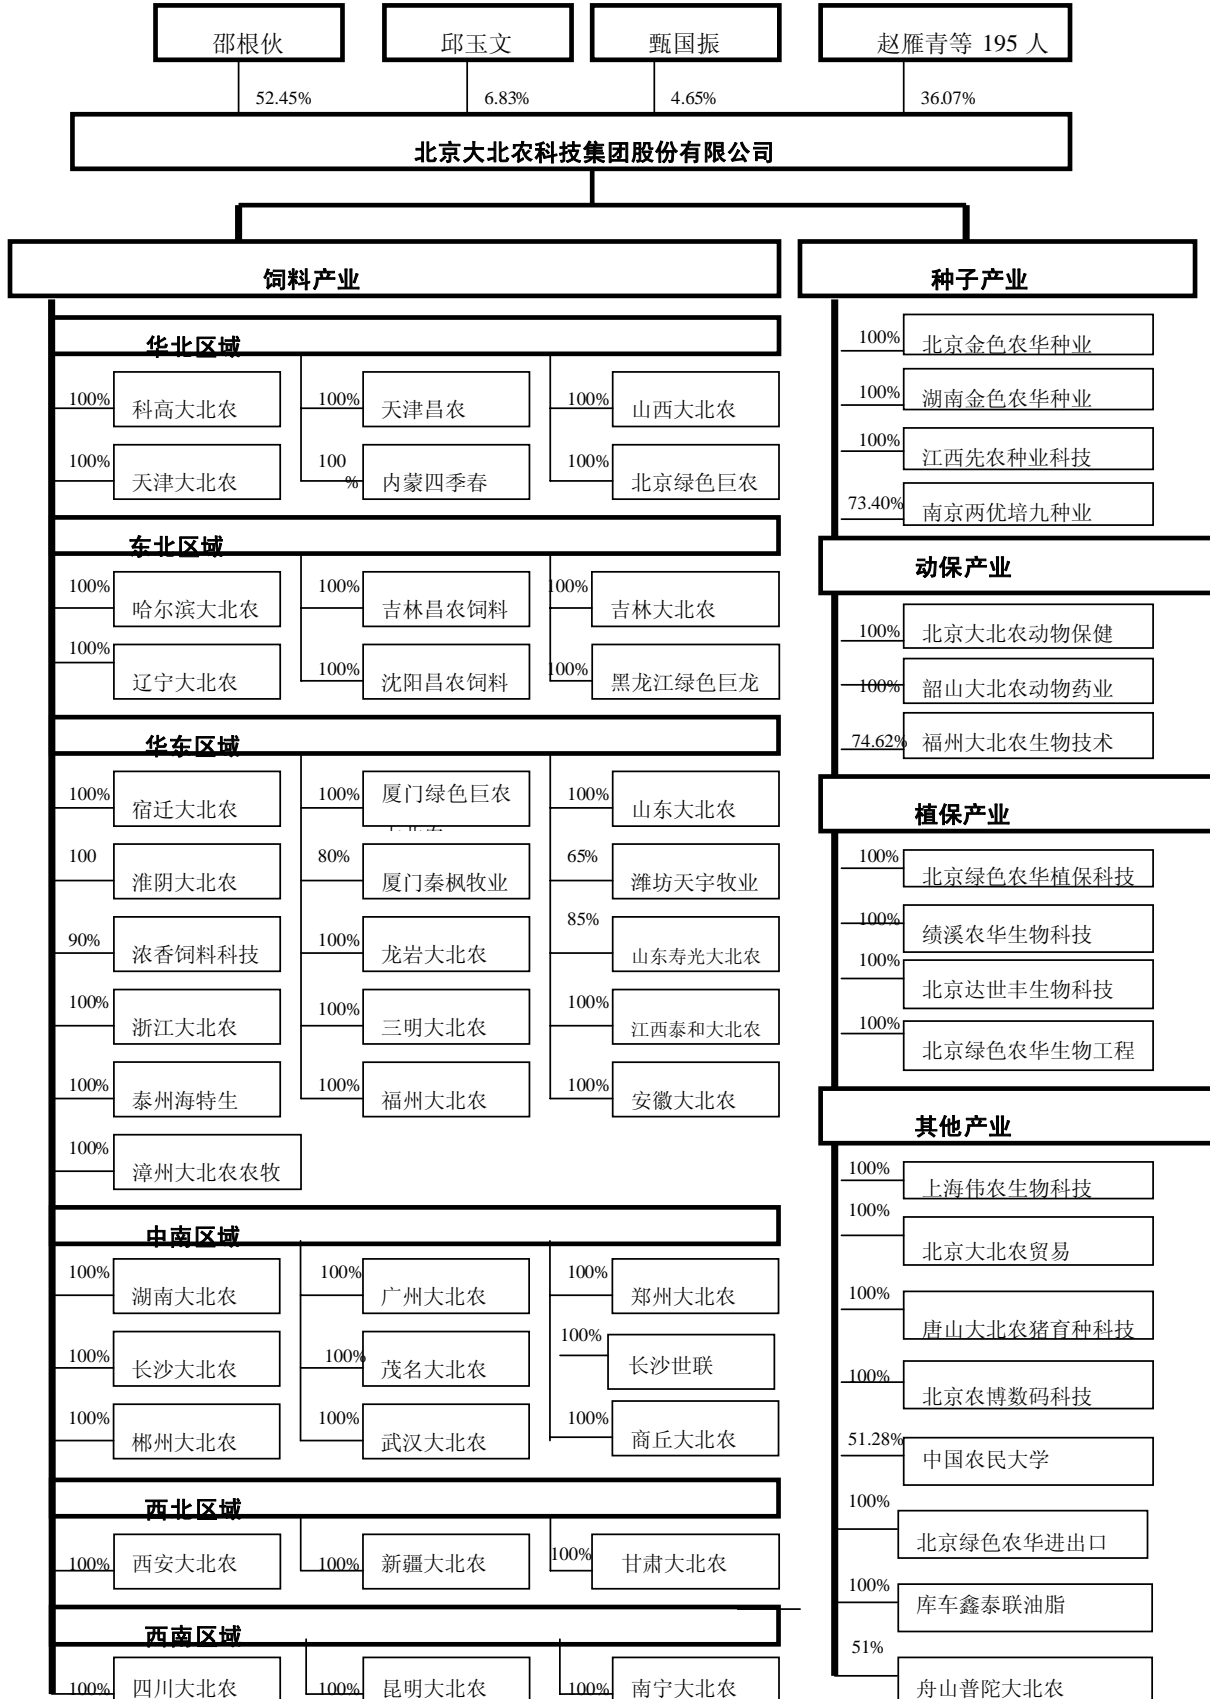 邵根伙
邱玉文
甄国振
赵雁青等 195 人
52.45%
6.83%
4.65%
36.07%
北京大北农科技集团股份有限公司
饲料产业
华北区域
100%
科高大北农
100%
天津昌农
100%
山西大北农
100%
天津大北农
100
%
内蒙四季春
100%
北京绿色巨农
东北区域
100%
哈尔滨大北农
100%
吉林昌农饲料
100%
吉林大北农
100%
辽宁大北农
100%
沈阳昌农饲料
100%
黑龙江绿色巨龙
华东区域
100%
宿迁大北农
100%
厦门绿色巨农
100%
山东大北农
100
淮阴大北农
80%
厦门秦枫牧业
65%
潍坊天宇牧业
90%
浓香饲料科技
100%
龙岩大北农
85%
山东寿光大北农
100%
浙江大北农
100%
三明大北农
100%
江西泰和大北农
100%
泰州海特生
100%
福州大北农
100%
安徽大北农
100%
漳州大北农农牧
中南区域
100%
湖南大北农
100%
广州大北农
100%
郑州大北农
100%
长沙大北农
100%
茂名大北农
100%
长沙世联
100%
郴州大北农
100%
武汉大北农
100%
商丘大北农
西北区域
100%
西安大北农
100%
新疆大北农
100%
甘肃大北农
西南区域
100%
四川大北农
100%
昆明大北农
100%
南宁大北农
种子产业
100%
北京金色农华种业
100%
湖南金色农华种业
100%
江西先农种业科技
73.40%
南京两优培九种业
动保产业
100%
北京大北农动物保健
100%
韶山大北农动物药业
74.62%
福州大北农生物技术
植保产业
100%
北京绿色农华植保科技
100%
绩溪农华生物科技
100%
北京达世丰生物科技
100%
北京绿色农华生物工程
其他产业
100%
上海伟农生物科技
100%
北京大北农贸易
100%
唐山大北农猪育种科技
100%
北京农博数码科技
51.28%
中国农民大学
100%
北京绿色农华进出口
100%
库车鑫泰联油脂
51%
舟山普陀大北农